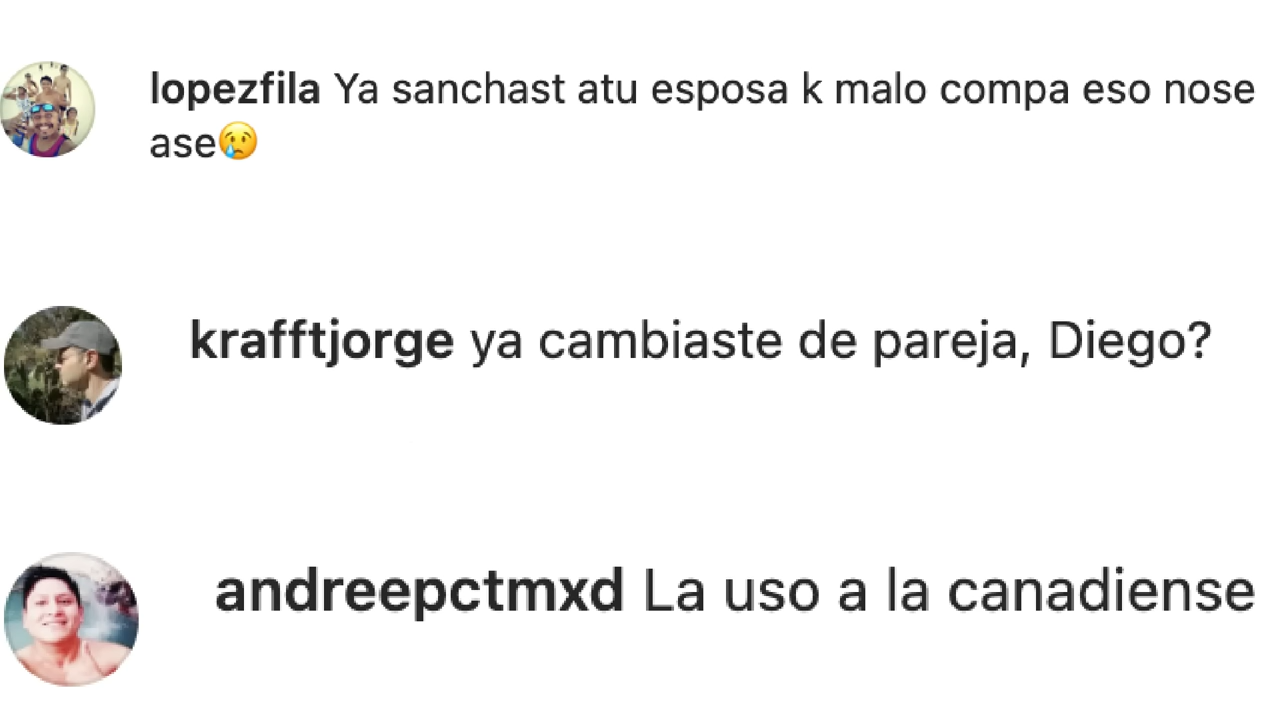 lopezfila Ya sanchast atu esposa k malo compa eso nose
ase😢
krafftjorge ya cambiaste de pareja, Diego?
andreepctmxd La uso a la canadiense